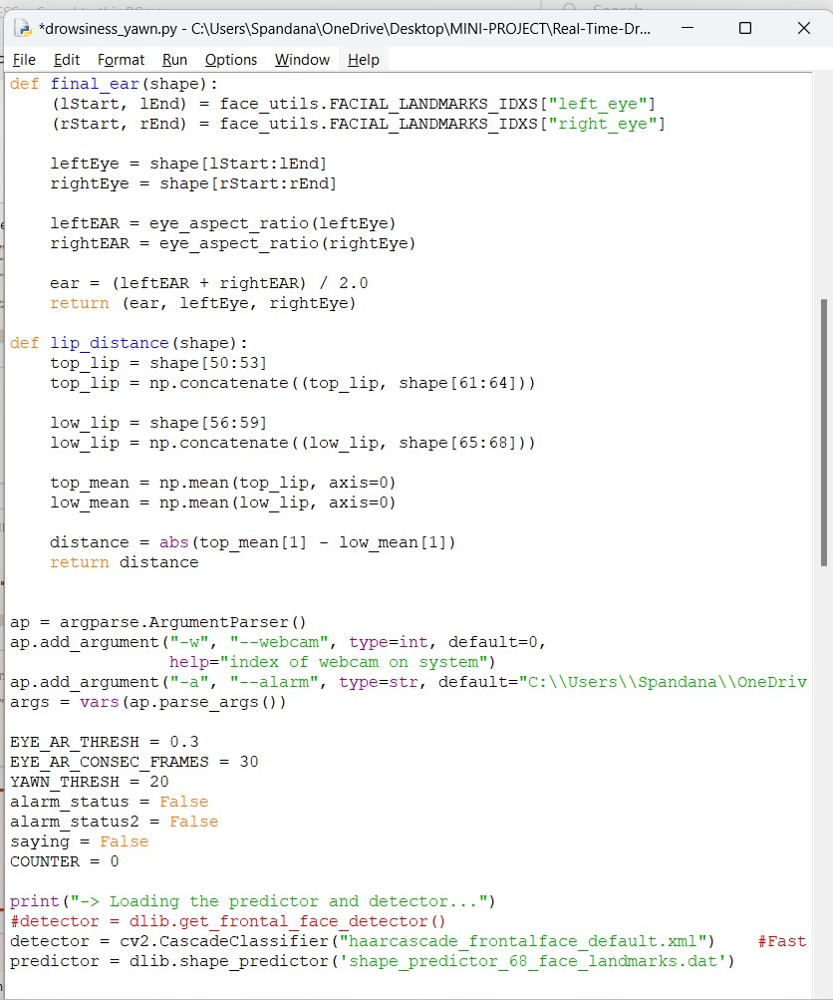 *drowsiness_yawn.py - C:\Users\Spandana\OneDrive\Desktop\MINI-PROJECT\Real-Time-Dr...
File Edit Format Run Options Window Help
def final_ear(shape):
    (lStart, lEnd) = face_utils.FACIAL_LANDMARKS_IDXS["left_eye"]
    (rStart, rEnd) = face_utils.FACIAL_LANDMARKS_IDXS["right_eye"]

    leftEye = shape[lStart:lEnd]
    rightEye = shape[rStart:rEnd]

    leftEAR = eye_aspect_ratio(leftEye)
    rightEAR = eye_aspect_ratio(rightEye)

    ear = (leftEAR + rightEAR) / 2.0
    return (ear, leftEye, rightEye)

def lip_distance(shape):
    top_lip = shape[50:53]
    top_lip = np.concatenate((top_lip, shape[61:64]))

    low_lip = shape[56:59]
    low_lip = np.concatenate((low_lip, shape[65:68]))

    top_mean = np.mean(top_lip, axis=0)
    low_mean = np.mean(low_lip, axis=0)

    distance = abs(top_mean[1] - low_mean[1])
    return distance


ap = argparse.ArgumentParser()
ap.add_argument("-w", "--webcam", type=int, default=0,
                help="index of webcam on system")
ap.add_argument("-a", "--alarm", type=str, default="C:\\Users\\Spandana\\OneDriv
args = vars(ap.parse_args())

EYE_AR_THRESH = 0.3
EYE_AR_CONSEC_FRAMES = 30
YAWN_THRESH = 20
alarm_status = False
alarm_status2 = False
saying = False
COUNTER = 0

print("-> Loading the predictor and detector...")
#detector = dlib.get_frontal_face_detector()
detector = cv2.CascadeClassifier("haarcascade_frontalface_default.xml")    #Fast
predictor = dlib.shape_predictor('shape_predictor_68_face_landmarks.dat')